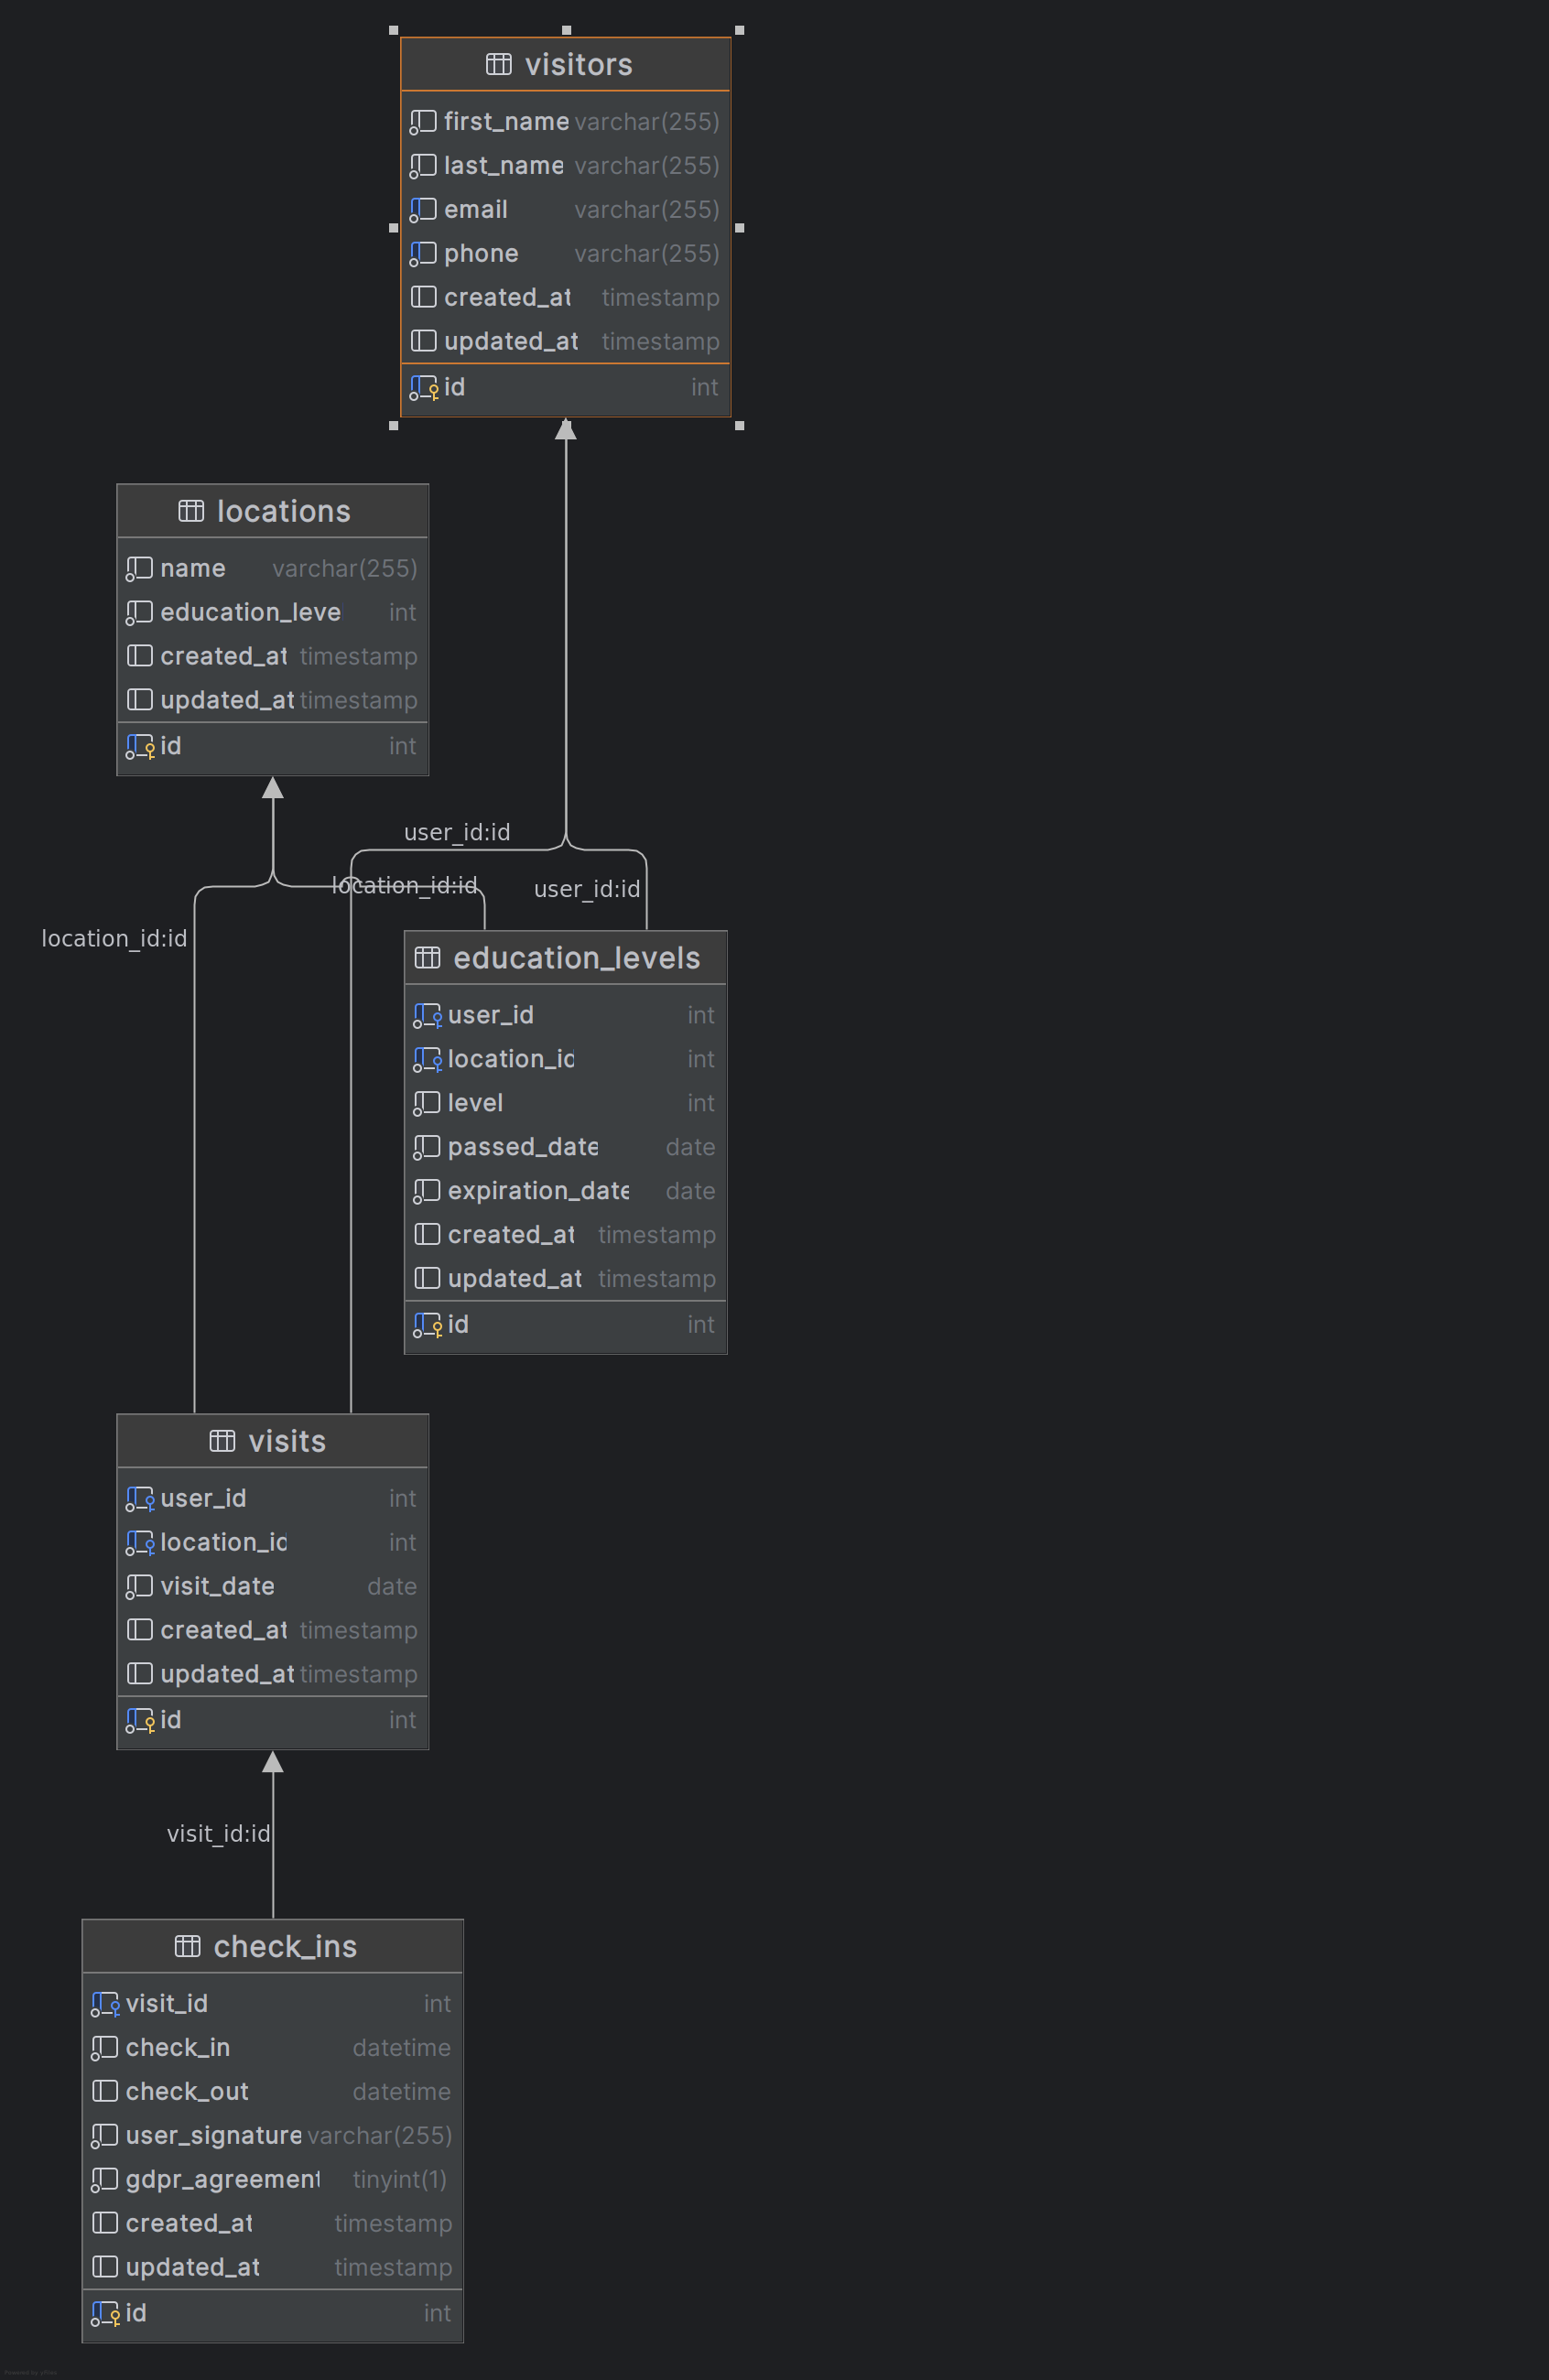 visitors
first_name varchar(255)
last_name varchar(255)
email varchar(255)
phone varchar(255)
created_at timestamp
updated_at timestamp
id int
locations
name varchar(255)
education_leve int
created_at timestamp
updated_at timestamp
id int
user_id:id
location_id:id
user_id:id
location_id:id
education_levels
user_id int
location_id int
level int
passed_date date
expiration_date date
created_at timestamp
updated_at timestamp
id int
visits
user_id int
location_id int
visit_date date
created_at timestamp
updated_at timestamp
id int
visit_id:id
check_ins
visit_id int
check_in datetime
check_out datetime
user_signature varchar(255)
gdpr_agreement tinyint(1)
created_at timestamp
updated_at timestamp
id int